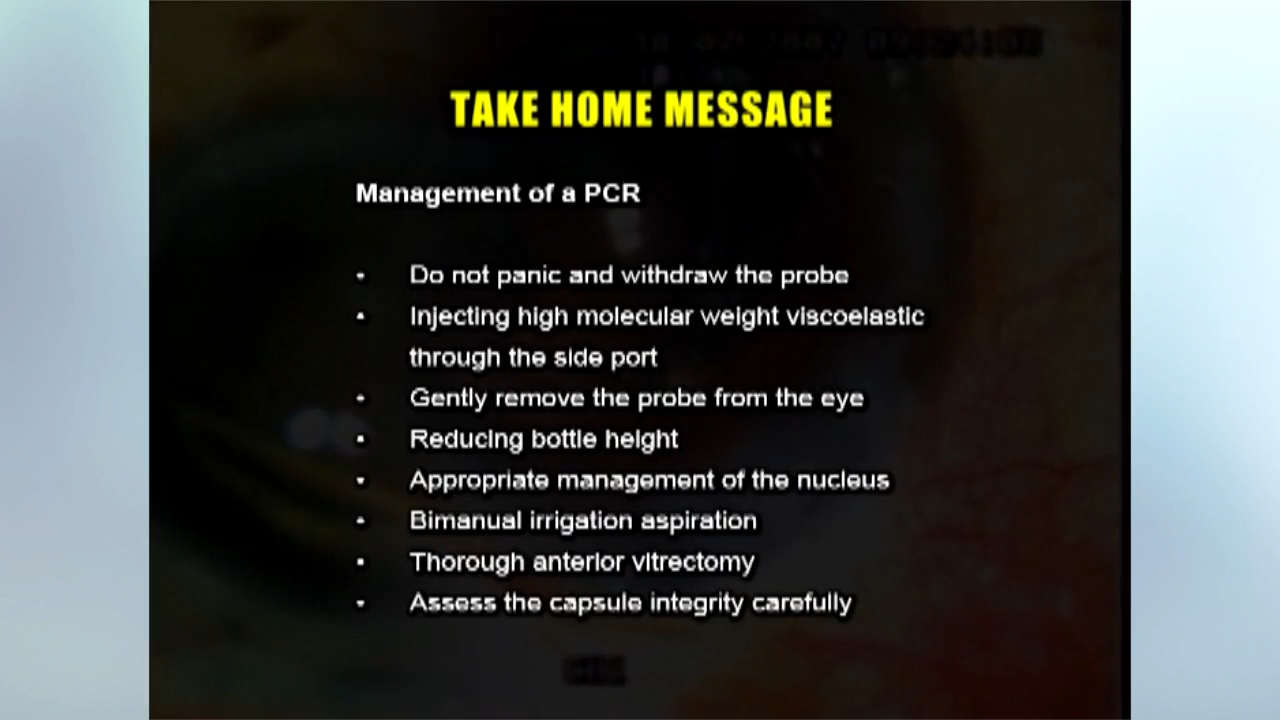 TAKE HOME MESSAGE
Management of a PCR
• Do not panic and withdraw the probe
• Injecting high molecular weight viscoelastic
through the side port
• Gently remove the probe from the eye
• Reducing bottle height
• Appropriate management of the nucleus
• Bimanual irrigation aspiration
• Thorough anterior vitrectomy
• Assess the capsule integrity carefully